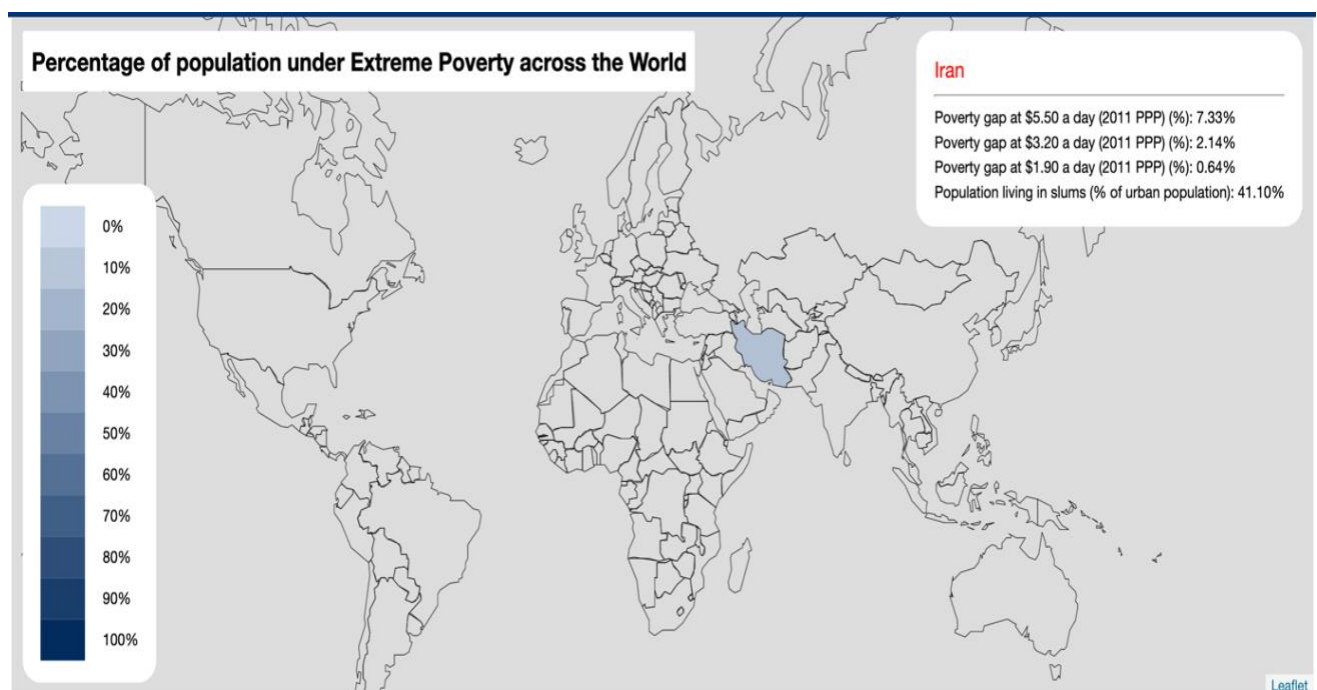 Percentage of population under Extreme Poverty across the World
Iran
Poverty gap at $5.50 a day (2011 PPP) (%): 7.33%
Poverty gap at $3.20 a day (2011 PPP) (%): 2.14%
Poverty gap at $1.90 a day (2011 PPP) (%): 0.64%
Population living in slums (% of urban population): 41.10%
0%
10%
20%
30%
40%
50%
60%
70%
80%
90%
100%
Leaflet